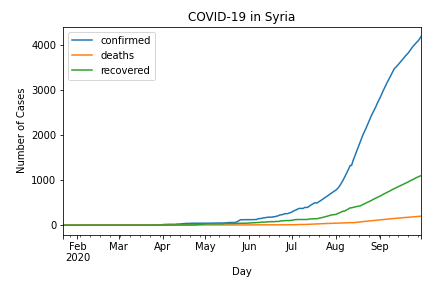 COVID-19 in Syria
confirmed
deaths
recovered
Number of Cases
4000
3000
2000
1000
0
Feb Mar Apr May Jun Jul Aug Sep
2020
Day